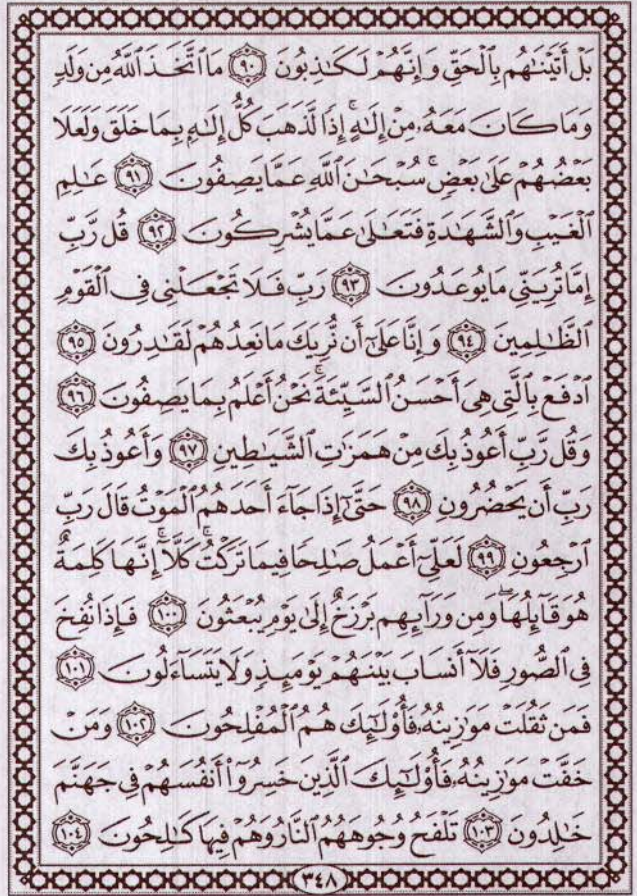 بَلْ أَتَيْنَٰهُم بِٱلْحَقِّ وَإِنَّهُمْ لَكَٰذِبُونَ ٩٠ مَا ٱتَّخَذَ ٱللَّهُ مِن وَلَدٍ
وَمَا كَانَ مَعَهُۥ مِنْ إِلَٰهٍ ۚ إِذًا لَّذَهَبَ كُلُّ إِلَٰهٍۭ بِمَا خَلَقَ وَلَعَلَا
بَعْضُهُمْ عَلَىٰ بَعْضٍ ۚ سُبْحَٰنَ ٱللَّهِ عَمَّا يَصِفُونَ ٩١ عَٰلِمِ
ٱلْغَيْبِ وَٱلشَّهَٰدَةِ فَتَعَٰلَىٰ عَمَّا يُشْرِكُونَ ٩٢ قُل رَّبِّ
إِمَّا تُرِيَنِّى مَا يُوعَدُونَ ٩٣ رَبِّ فَلَا تَجْعَلْنِى فِى ٱلْقَوْمِ
ٱلظَّٰلِمِينَ ٩٤ وَإِنَّا عَلَىٰٓ أَن نُّرِيَكَ مَا نَعِدُهُمْ لَقَٰدِرُونَ ٩٥
ٱدْفَعْ بِٱلَّتِى هِىَ أَحْسَنُ ٱلسَّيِّئَةَ ۚ نَحْنُ أَعْلَمُ بِمَا يَصِفُونَ ٩٦
وَقُل رَّبِّ أَعُوذُ بِكَ مِنْ هَمَزَٰتِ ٱلشَّيَٰطِينِ ٩٧ وَأَعُوذُ بِكَ
رَبِّ أَن يَحْضُرُونِ ٩٨ حَتَّىٰٓ إِذَا جَآءَ أَحَدَهُمُ ٱلْمَوْتُ قَالَ رَبِّ
ٱرْجِعُونِ ٩٩ لَعَلِّىٓ أَعْمَلُ صَٰلِحًا فِيمَا تَرَكْتُ ۚ كَلَّآ ۚ إِنَّهَا كَلِمَةٌ
هُوَ قَآئِلُهَا ۖ وَمِن وَرَآئِهِم بَرْزَخٌ إِلَىٰ يَوْمِ يُبْعَثُونَ ١٠٠ فَإِذَا نُفِخَ
فِى ٱلصُّورِ فَلَآ أَنسَابَ بَيْنَهُمْ يَوْمَئِذٍ وَلَا يَتَسَآءَلُونَ ١٠١
فَمَن ثَقُلَتْ مَوَٰزِينُهُۥ فَأُو۟لَٰٓئِكَ هُمُ ٱلْمُفْلِحُونَ ١٠٢ وَمَنْ
خَفَّتْ مَوَٰزِينُهُۥ فَأُو۟لَٰٓئِكَ ٱلَّذِينَ خَسِرُوٓا۟ أَنفُسَهُمْ فِى جَهَنَّمَ
خَٰلِدُونَ ١٠٣ تَلْفَحُ وُجُوهَهُمُ ٱلنَّارُ وَهُمْ فِيهَا كَٰلِحُونَ ١٠٤
٣٤٨